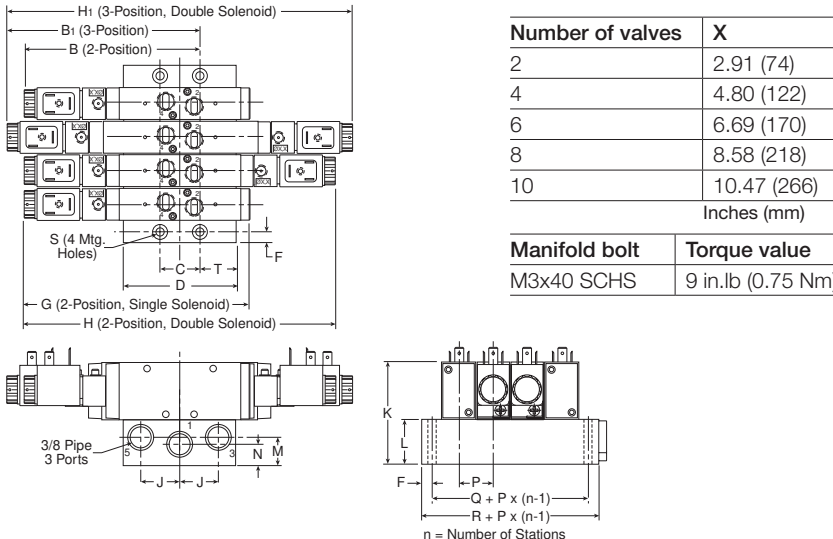 H1 (3-Position, Double Solenoid)
B1 (3-Position)
B (2-Position)
S (4 Mtg.
Holes)
F
C
T
D
G (2-Position, Single Solenoid)
H (2-Position, Double Solenoid)
Number of valves X
2 2.91 (74)
4 4.80 (122)
6 6.69 (170)
8 8.58 (218)
10 10.47 (266)
Inches (mm)
Manifold bolt Torque value
M3x40 SCHS 9 in.lb (0.75 Nm)
3/8 Pipe
3 Ports
5
1
3
N
M
J
J
K
L
F
P
Q + P x (n-1)
R + P x (n-1)
n = Number of Stations